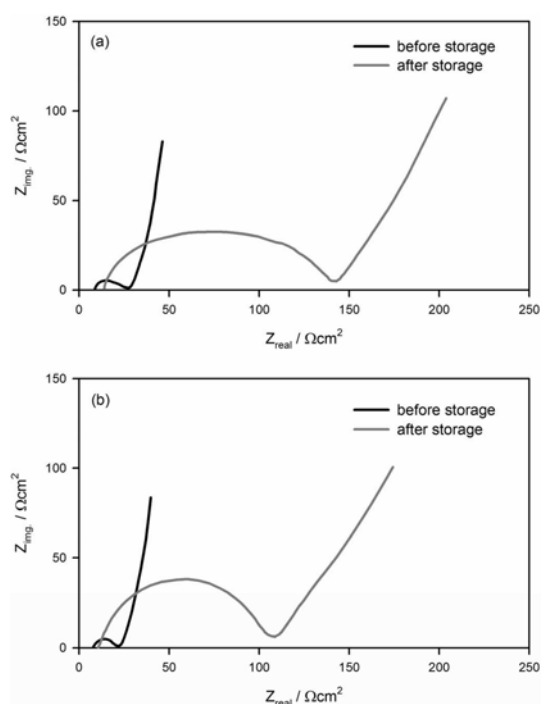 150
(a)
before storage
after storage
100
Z_img. / Ωcm²
50
0
0 50 100 150 200 250
Z_real / Ωcm²
150
(b)
before storage
after storage
100
Z_img. / Ωcm²
50
0
0 50 100 150 200 250
Z_real / Ωcm²